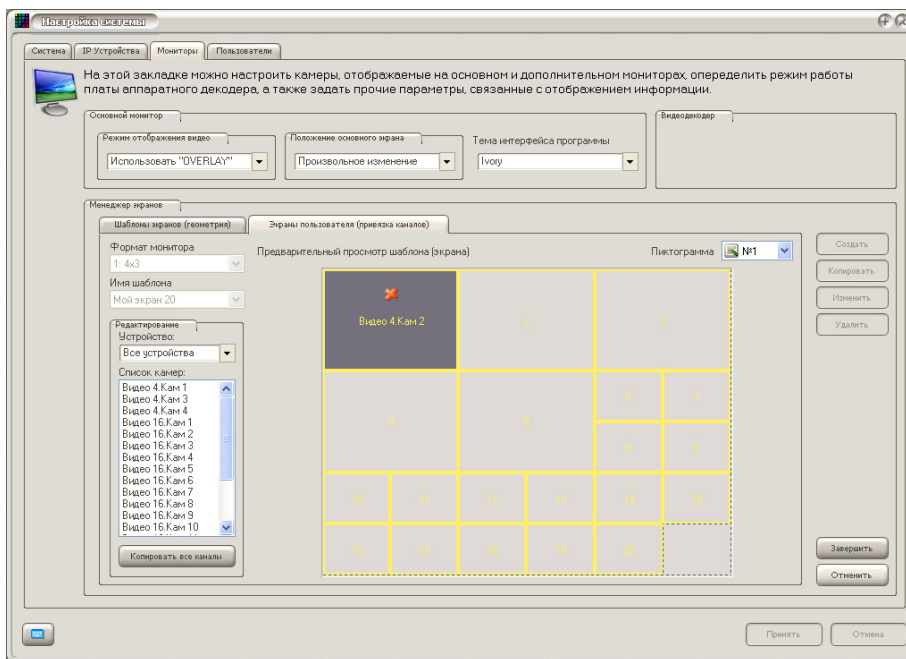 Настройка системы
Система
IP Устройства
Мониторы
Пользователи
На этой закладке можно настроить камеры, отображаемые на основном и дополнительном мониторах, определить режим работы
платы аппаратного декодера, а также задать прочие параметры, связанные с отображением информации.
Основной монитор
Видеодекодер
Режим отображения видео
Положение основного экрана
Тема интерфейса программы
Использовать "OVERLAY"
Произвольное изменение
Ivory
Менеджер экранов
Шаблоны экранов (геометрия)
Экраны пользователя (привязка каналов)
Формат монитора
1: 4x3
Предварительный просмотр шаблона (экрана)
Пиктограмма
№1
Имя шаблона
Мой экран 20
Редактирование
Устройство:
Все устройства
Список камер:
Видео 4.Кам 1
Видео 4.Кам 3
Видео 4.Кам 4
Видео 16.Кам 1
Видео 16.Кам 2
Видео 16.Кам 3
Видео 16.Кам 4
Видео 16.Кам 5
Видео 16.Кам 6
Видео 16.Кам 7
Видео 16.Кам 8
Видео 16.Кам 9
Видео 16.Кам 10
Копировать все каналы
Видео 4.Кам 2
2
4
5
10
11
12
13
14
15
16
17
18
19
Создать
Копировать
Изменить
Удалить
Завершить
Отменить
Принять
Отмена